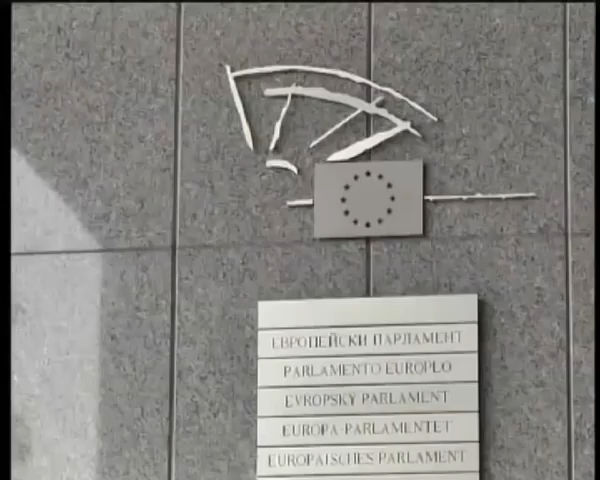 ЕВРОПЕЙСКИ ПАРЛАМЕНТ
PARLAMENTO EUROPEO
EVROPSKÝ PARLAMENT
EUROPA-PARLAMENTET
EUROPÄISCHES PARLAMENT